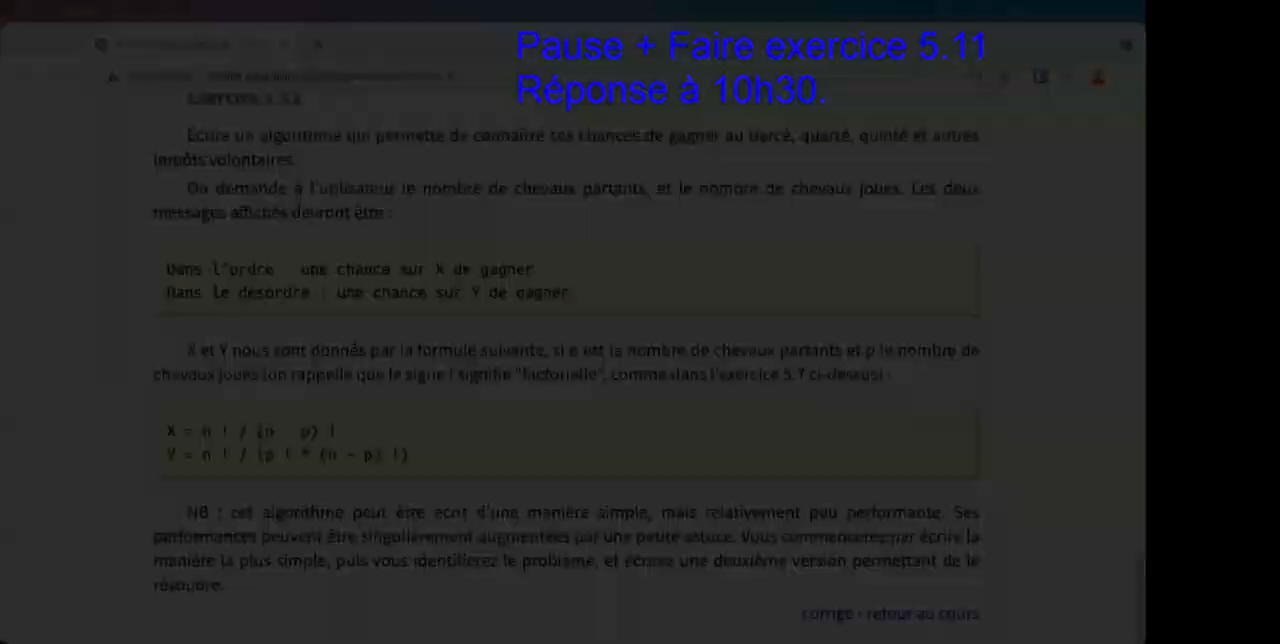 Pause + Faire exercice 5.11
Réponse à 10h30.
Ecrire un algorithme qui permette de connaître ses chances de gagner au tiercé, quarté, quinté et autres
impôts volontaires.
On demande à l'utilisateur le nombre de chevaux partants, et le nombre de chevaux joués. Les deux
messages affichés devront être :
Dans l'ordre : une chance sur X de gagner
Dans le désordre : une chance sur Y de gagner
X et Y nous sont donnés par la formule suivante, si n est le nombre de chevaux partants et p le nombre de
chevaux joués (on rappelle que le signe ! signifie "factorielle", comme dans l'exercice 5.7 ci-dessus) :
X = n ! / (n - p) !
Y = n ! / (p ! * (n - p) !)
NB : cet algorithme peut être écrit d'une manière simple, mais relativement peu performante. Ses
performances peuvent être singulièrement augmentées par une petite astuce. Vous commencerez par écrire la
manière la plus simple, puis vous identifierez le problème, et écrirez une deuxième version permettant de le
résoudre.
corrigé - retour au cours